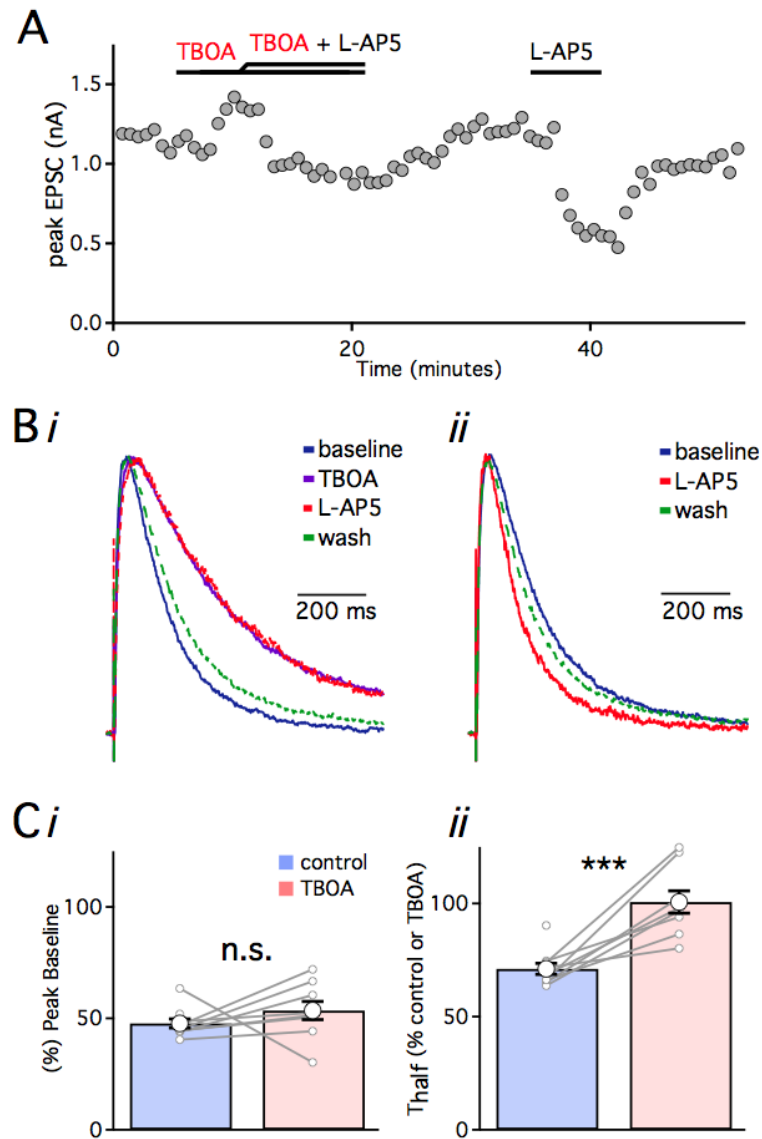 A
TBOA
TBOA + L-AP5
L-AP5
peak EPSC (nA)
1.5
1.0
0.5
0.0
0
20
40
Time (minutes)
B i
baseline
TBOA
L-AP5
wash
200 ms
ii
baseline
L-AP5
wash
200 ms
C i
control
TBOA
(%) Peak Baseline
100
50
0
n.s.
ii
Thalf (% control or TBOA)
100
50
0
***